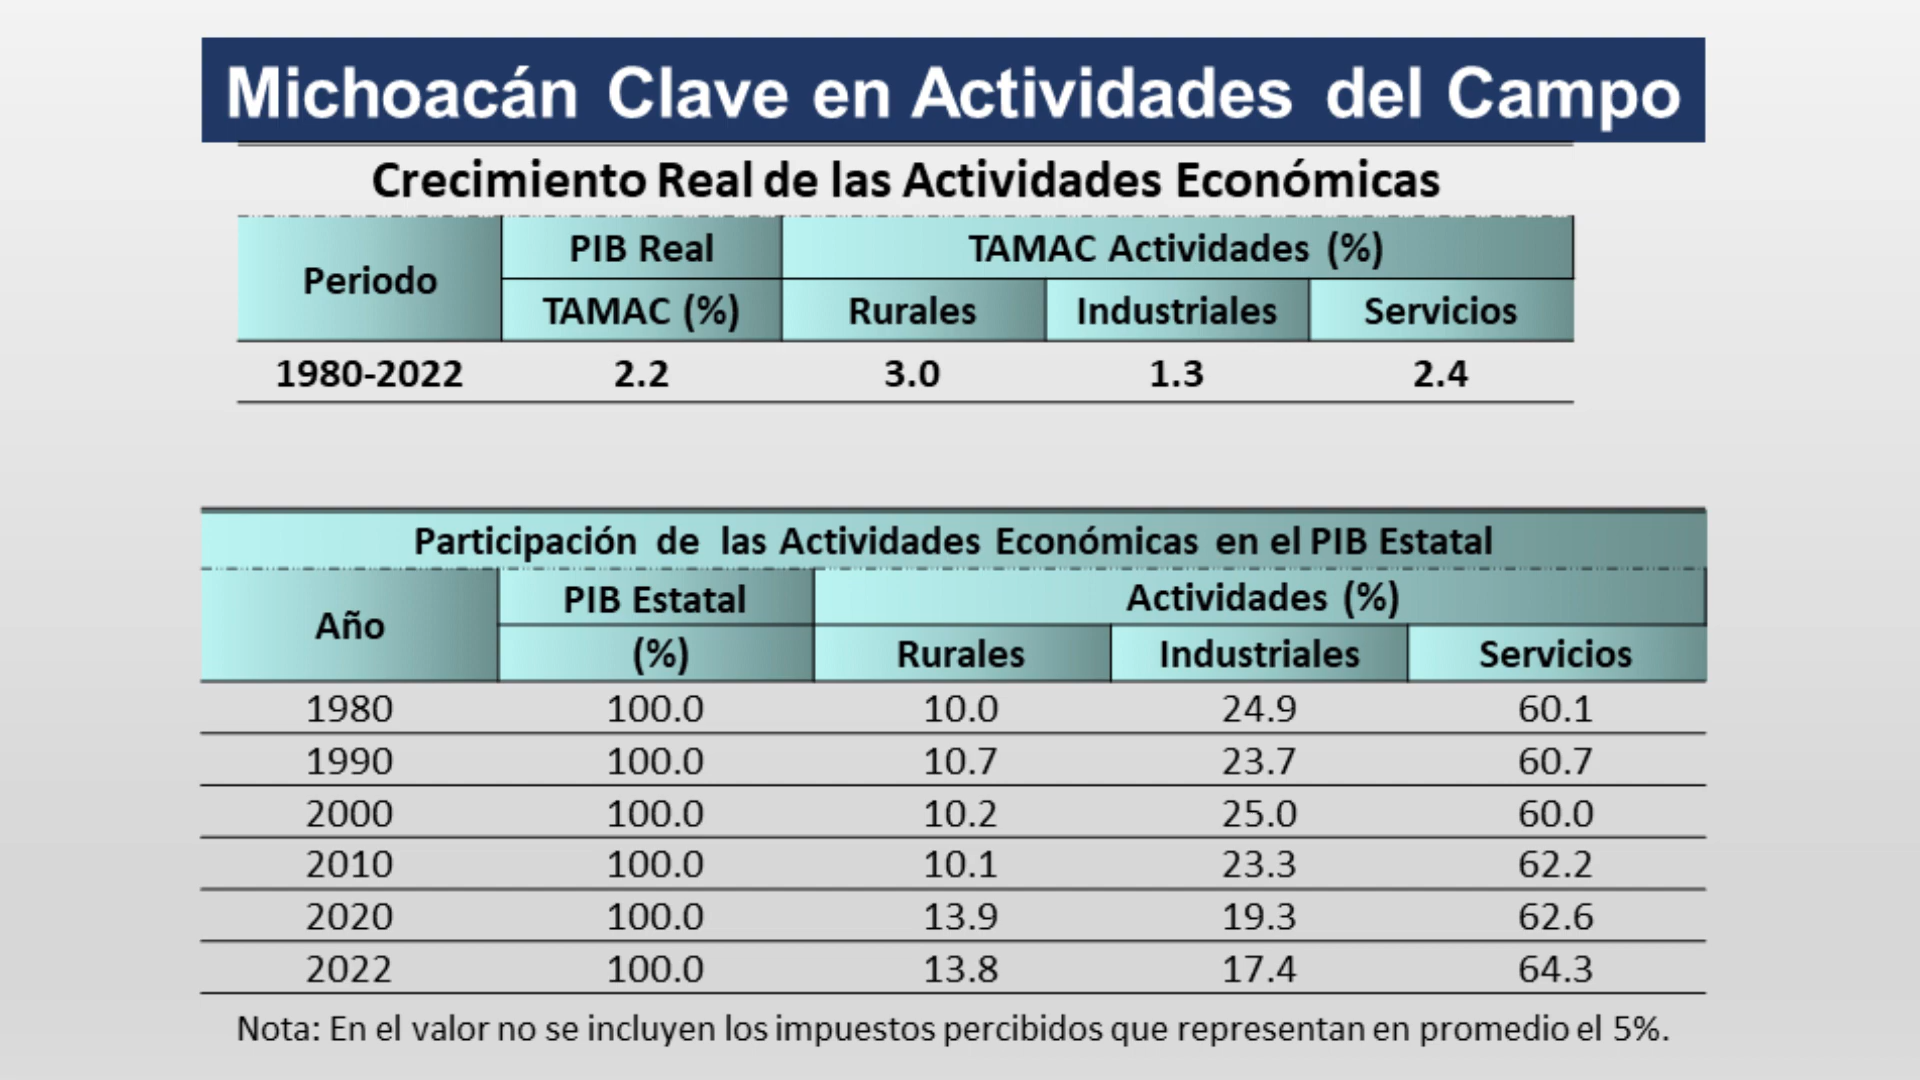 Michoacán Clave en Actividades del Campo
Crecimiento Real de las Actividades Económicas
Periodo PIB Real TAMAC Actividades (%)
TAMAC (%) Rurales Industriales Servicios
1980-2022 2.2 3.0 1.3 2.4
Participación de las Actividades Económicas en el PIB Estatal
Año PIB Estatal Actividades (%)
(%) Rurales Industriales Servicios
1980 100.0 10.0 24.9 60.1
1990 100.0 10.7 23.7 60.7
2000 100.0 10.2 25.0 60.0
2010 100.0 10.1 23.3 62.2
2020 100.0 13.9 19.3 62.6
2022 100.0 13.8 17.4 64.3
Nota: En el valor no se incluyen los impuestos percibidos que representan en promedio el 5%.